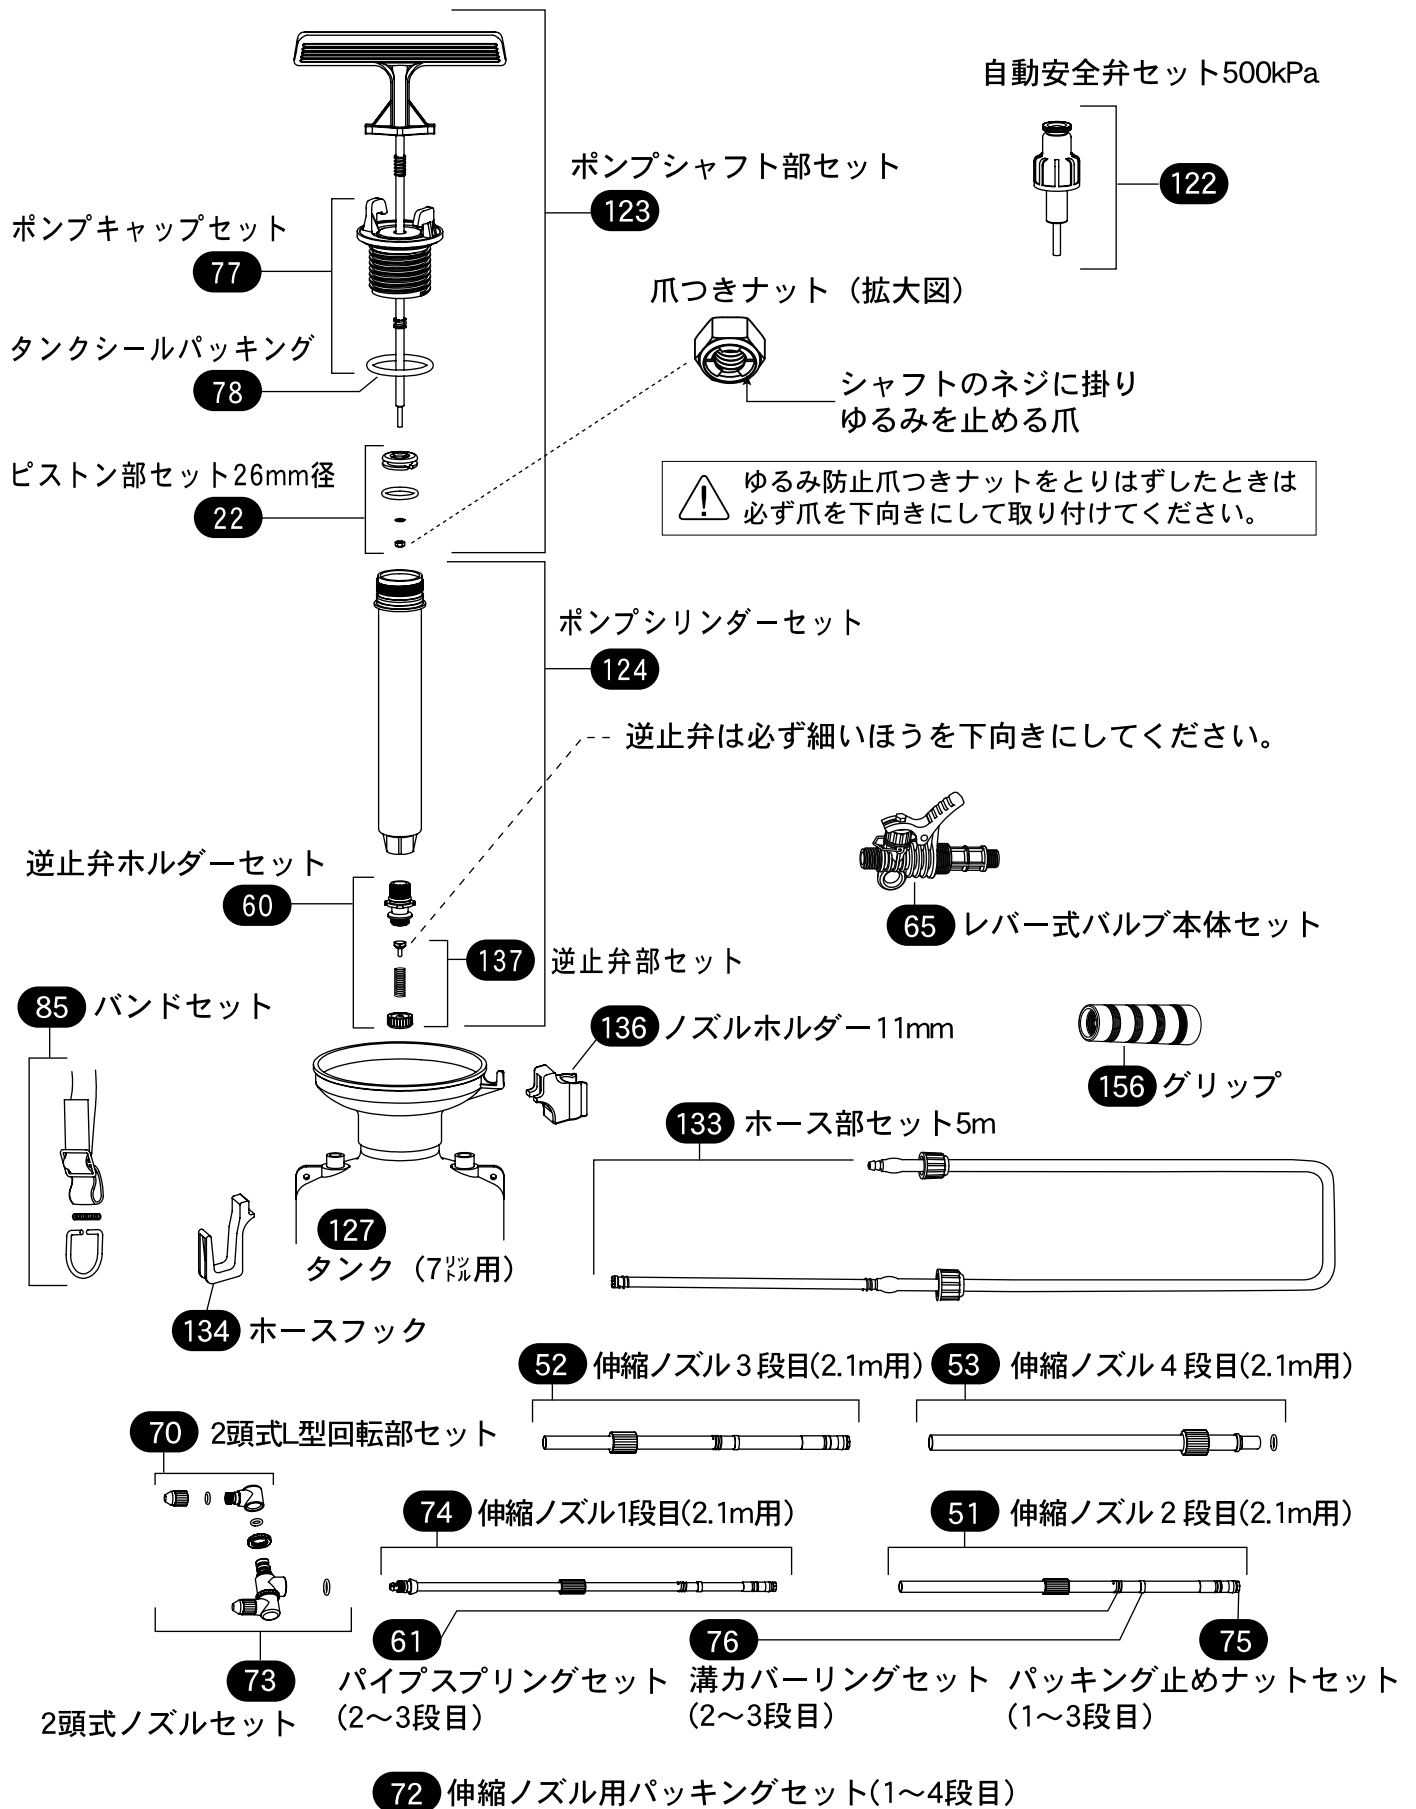 自動安全弁セット500kPa
122
ポンプシャフト部セット
123
ポンプキャップセット
77
爪つきナット（拡大図）
タンクシールパッキング
78
シャフトのネジに掛り
ゆるみを止める爪
ピストン部セット26mm径
22
ゆるみ防止爪つきナットをとりはずしたときは
必ず爪を下向きにして取り付けてください。
ポンプシリンダーセット
124
逆止弁は必ず細いほうを下向きにしてください。
逆止弁ホルダーセット
60
65 レバー式バルブ本体セット
137 逆止弁部セット
85 バンドセット
136 ノズルホルダー11mm
156 グリップ
133 ホース部セット5m
127
タンク（7リットル用）
134 ホースフック
52 伸縮ノズル3段目(2.1m用)
53 伸縮ノズル4段目(2.1m用)
70 2頭式L型回転部セット
74 伸縮ノズル1段目(2.1m用)
51 伸縮ノズル2段目(2.1m用)
73
2頭式ノズルセット
61
パイプスプリングセット
(2～3段目)
76
溝カバーリングセット
(2～3段目)
75
パッキング止めナットセット
(1～3段目)
72 伸縮ノズル用パッキングセット(1～4段目)